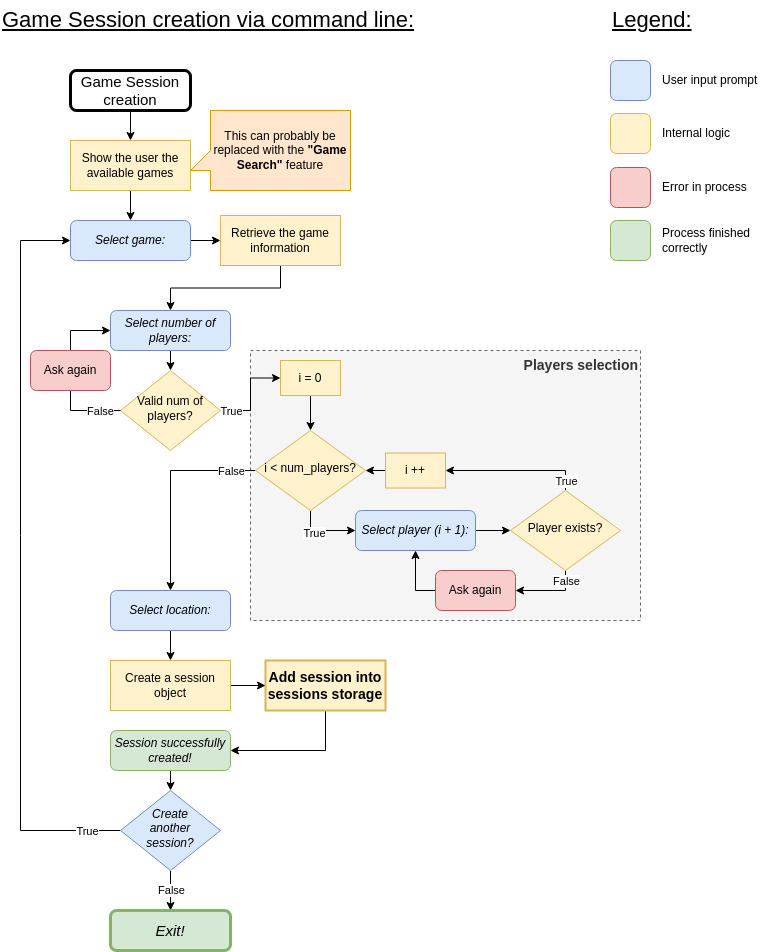 Game Session creation via command line:
Legend:
User input prompt
Internal logic
Error in process
Process finished
correctly
Game Session
creation
This can probably be
replaced with the "Game
Search" feature
Show the user the
available games
Select game:
Retrieve the game
information
Select number of
players:
Ask again
Valid num of
players?
False
True
Players selection
i = 0
i < num_players?
i ++
False
True
True
Select player (i + 1):
Player exists?
False
Ask again
Select location:
Create a session
object
Add session into
sessions storage
Session successfully
created!
Create
another
session?
True
False
Exit!